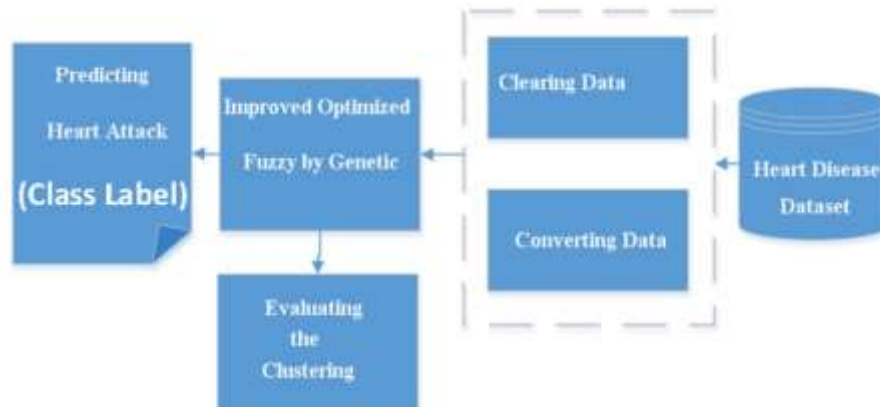 Predicting
Heart Attack
(Class Label)
Improved Optimized
Fuzzy by Genetic
Evaluating
the
Clustering
Clearing Data
Converting Data
Heart Disease
Dataset